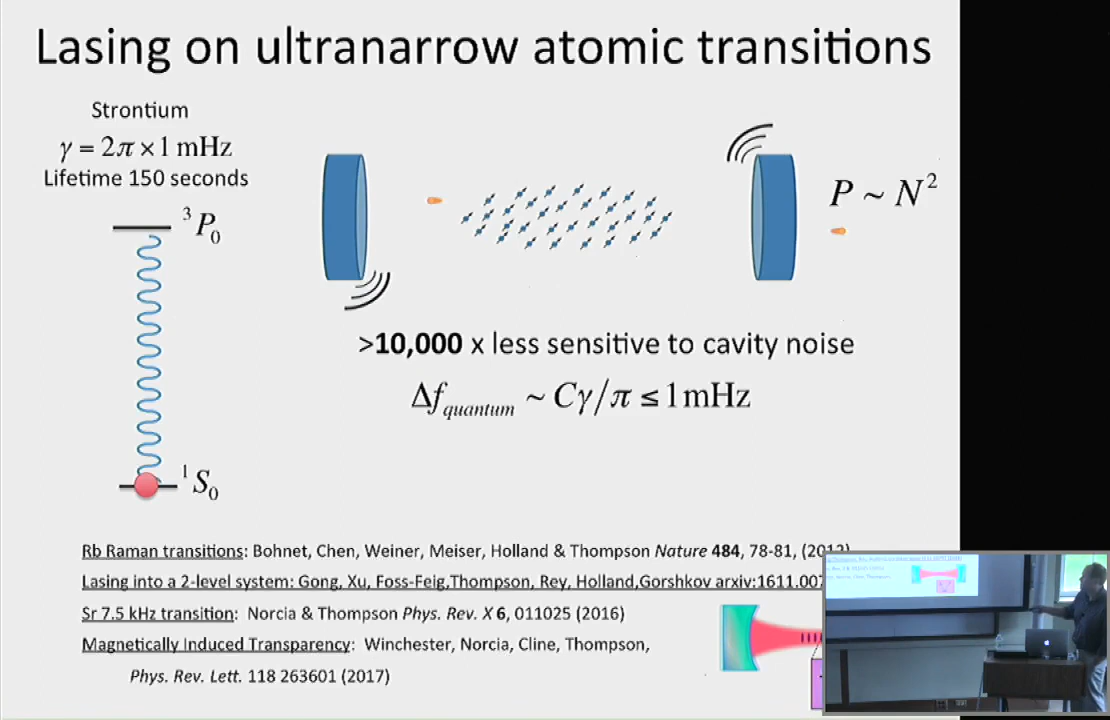 Lasing on ultranarrow atomic transitions
Strontium
γ = 2π × 1 mHz
Lifetime 150 seconds
³P₀
¹S₀
P ~ N²
>10,000 x less sensitive to cavity noise
Δf_quantum ~ Cγ/π ≤ 1mHz
Rb Raman transitions: Bohnet, Chen, Weiner, Meiser, Holland & Thompson Nature 484, 78-81, (2012)
Lasing into a 2-level system: Gong, Xu, Foss-Feig,Thompson, Rey, Holland,Gorshkov arxiv:1611.007
Sr 7.5 kHz transition: Norcia & Thompson Phys. Rev. X 6, 011025 (2016)
Magnetically Induced Transparency: Winchester, Norcia, Cline, Thompson,
Phys. Rev. Lett. 118 263601 (2017)